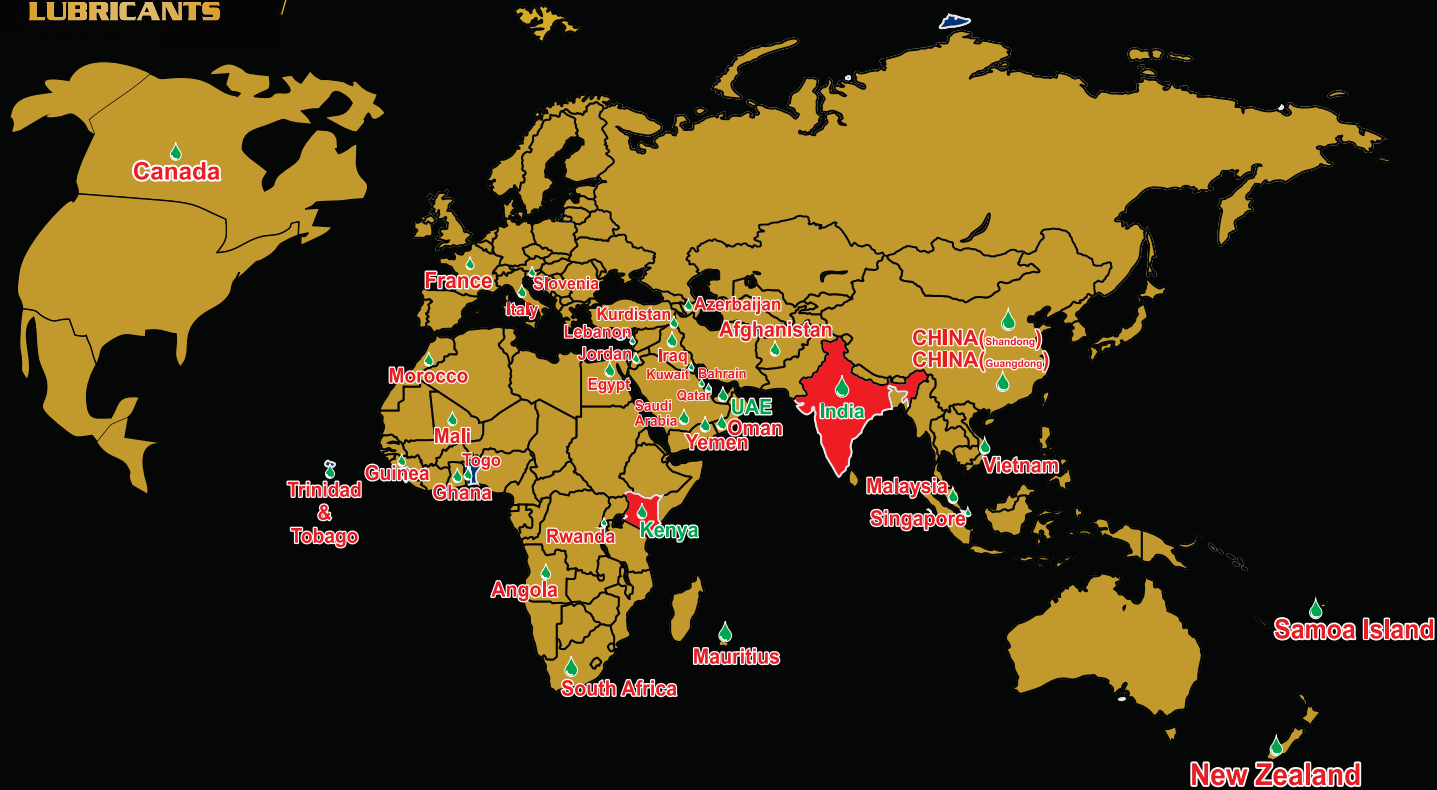 LUBRICANTS
Canada
France
Slovenia
Italy
Kurdistan
Azerbaijan
Lebanon
Afghanistan
CHINA(Shandong)
CHINA(Guangdong)
Jordan
Iraq
Morocco
Egypt
Kuwait
Bahrain
Qatar
UAE
India
Saudi
Arabia
Oman
Yemen
Mali
Togo
Guinea
Ghana
Vietnam
Trinidad
&
Tobago
Malaysia
Singapore
Rwanda
Kenya
Angola
Samoa Island
Mauritius
South Africa
New Zealand